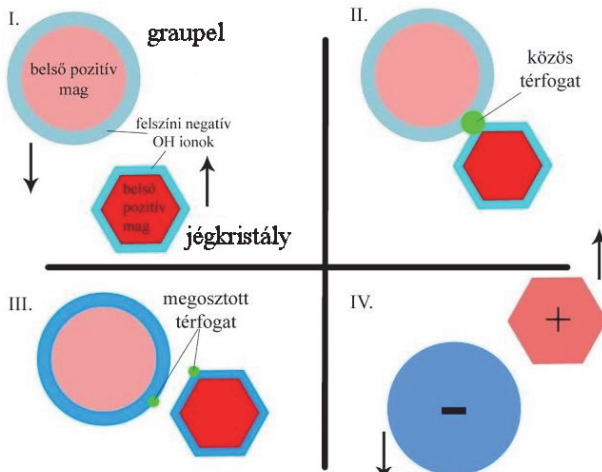 I.
graupel
belső pozitív
mag
felszíni negatív
OH ionok
belső
pozitív
mag
jégkristály
II.
közös
térfogat
III.
megosztott
térfogat
IV.
+
-